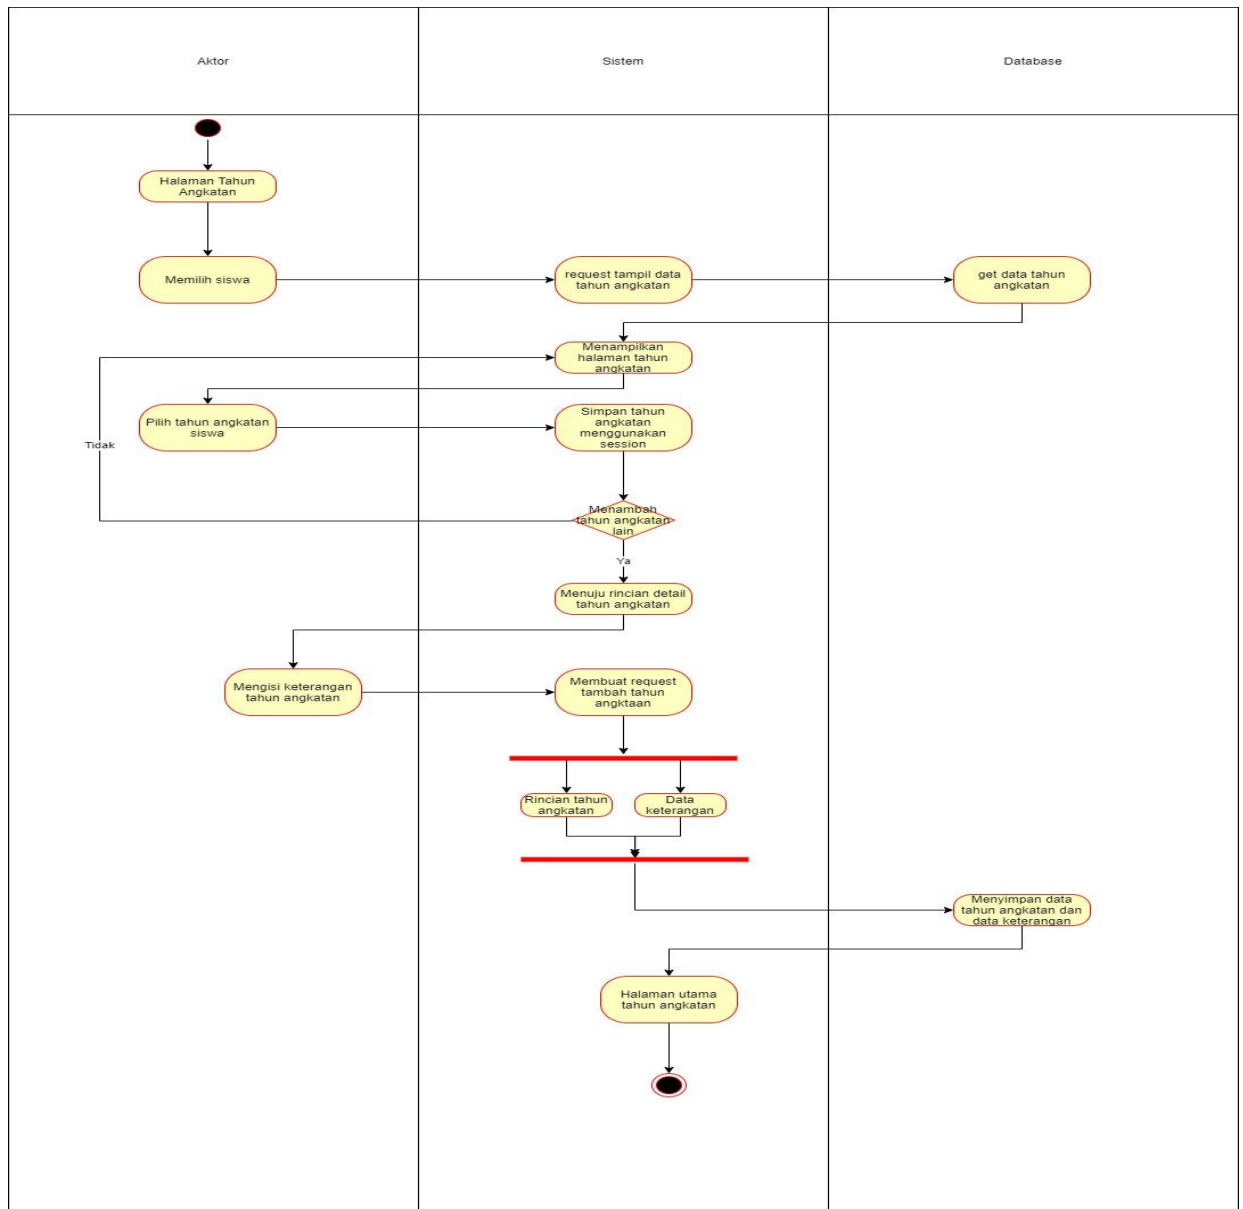 Aktor
Sistem
Database
Halaman Tahun
Angkatan
Memilih siswa
request tampil data
tahun angkatan
get data tahun
angkatan
Menampilkan
halaman tahun
angkatan
Pilih tahun angkatan
siswa
Simpan tahun
angkatan
menggunakan
session
Tidak
Menambah
tahun angkatan
lain
Ya
Menuju rincian detail
tahun angkatan
Mengisi keterangan
tahun angkatan
Membuat request
tambah tahun
angktaan
Rincian tahun
angkatan
Data
keterangan
Menyimpan data
tahun angkatan dan
data keterangan
Halaman utama
tahun angkatan